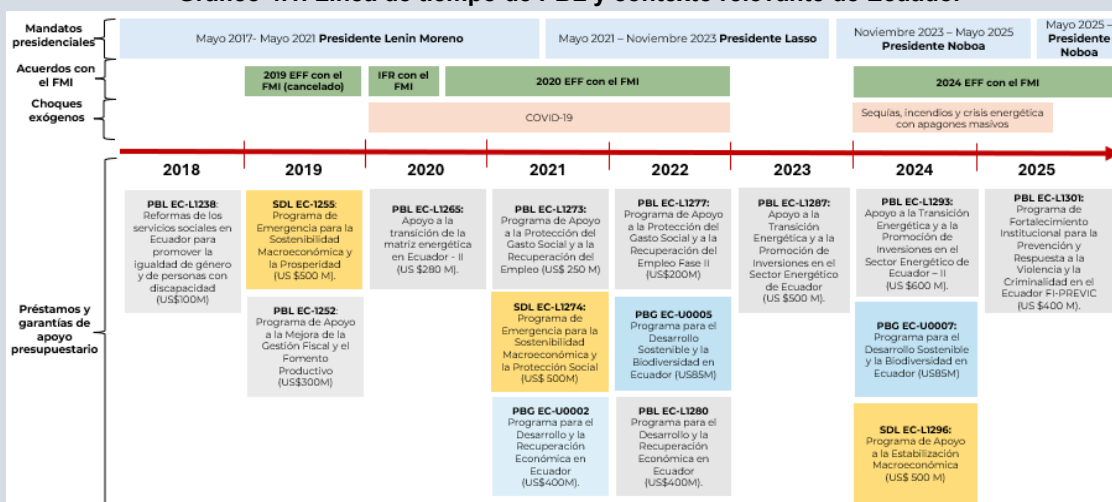 Mandatos
presidenciales
Mayo 2017- Mayo 2021 Presidente Lenin Moreno
Mayo 2021 – Noviembre 2023 Presidente Lasso
Noviembre 2023 – Mayo 2025
Presidente Noboa
Mayo 2025 –
Presidente
Noboa
Acuerdos con
el FMI
2019 EFF con el
FMI (cancelado)
IFR con el
FMI
2020 EFF con el FMI
2024 EFF con el FMI
Choques
exógenos
COVID-19
Sequías, incendios y crisis energética
con apagones masivos
2018
2019
2020
2021
2022
2023
2024
2025
Préstamos y
garantías de
apoyo
presupuestario
PBL EC-L1238:
Reformas de los
servicios sociales en
Ecuador para
promover la
igualdad de género
y de personas con
discapacidad
(US$100M)
SDL EC-1255:
Programa de
Emergencia para la
Sostenibilidad
Macroeconómica y
la Prosperidad
(US $500 M).
PBL EC-1252:
Programa de Apoyo
a la Mejora de la
Gestión Fiscal y el
Fomento
Productivo
(US$300M)
PBL EC-L1265:
Apoyo a la
transición de la
matriz energética
en Ecuador - II
(US $280 M).
PBL EC-L1273:
Programa de Apoyo
a la Protección del
Gasto Social y a la
Recuperación del
Empleo (US$ 250 M)
SDL EC-L1274:
Programa de
Emergencia para la
Sostenibilidad
Macroeconómica y
la Protección Social
(US$ 500M)
PBG EC-U0002
Programa para el
Desarrollo y la
Recuperación
Económica en
Ecuador
(US$400M).
PBL EC-L1277:
Programa de Apoyo
a la Protección del
Gasto Social y a la
Recuperación del
Empleo Fase II
(US$200M)
PBG EC-U0005
Programa para el
Desarrollo
Sostenible y la
Biodiversidad en
Ecuador (US85M)
PBL EC-L1280
Programa para el
Desarrollo y la
Recuperación
Económica en
Ecuador
(US$400M).
PBL EC-L1287:
Apoyo a la
Transición
Energética y a la
Promoción de
Inversiones en el
Sector Energético
de Ecuador
(US $ 500 M).
PBL EC-L1293:
Apoyo a la Transición
Energética y a la
Promoción de
Inversiones en el
Sector Energético de
Ecuador – II
(US $ 600 M).
PBG EC-U0007:
Programa para el
Desarrollo Sostenible
y la Biodiversidad en
Ecuador (US85M)
SDL EC-L1296:
Programa de Apoyo
a la Estabilización
Macroeconómica
(US$ 500 M)
PBL EC-L1301:
Programa de
Fortalecimiento
Institucional para la
Prevención y
Respuesta a la
Violencia y la
Criminalidad en el
Ecuador FI-PREVIC
(US $ 400 M).